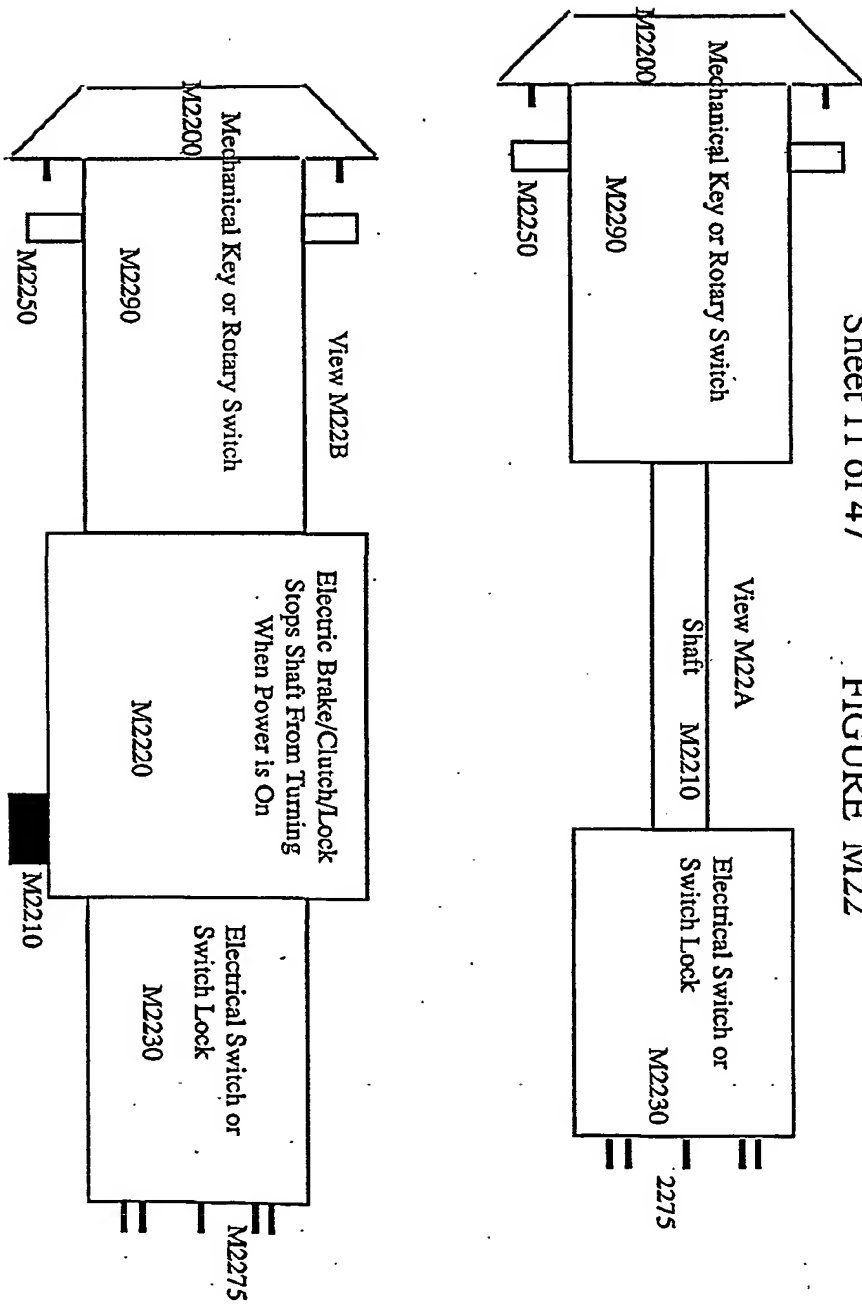 Sheet 11 of 47
FIGURE M22
M2200
Mechanical Key or Rotary Switch
M2290
M2250
View M22A
Shaft
M2210
Electrical Switch or
Switch Lock
M2230
2275
M2200
Mechanical Key or Rotary Switch
M2290
M2250
View M22B
Electric Brake/Clutch/Lock
Stops Shaft From Turning
When Power is On
M2220
M2210
Electrical Switch or
Switch Lock
M2230
M2275